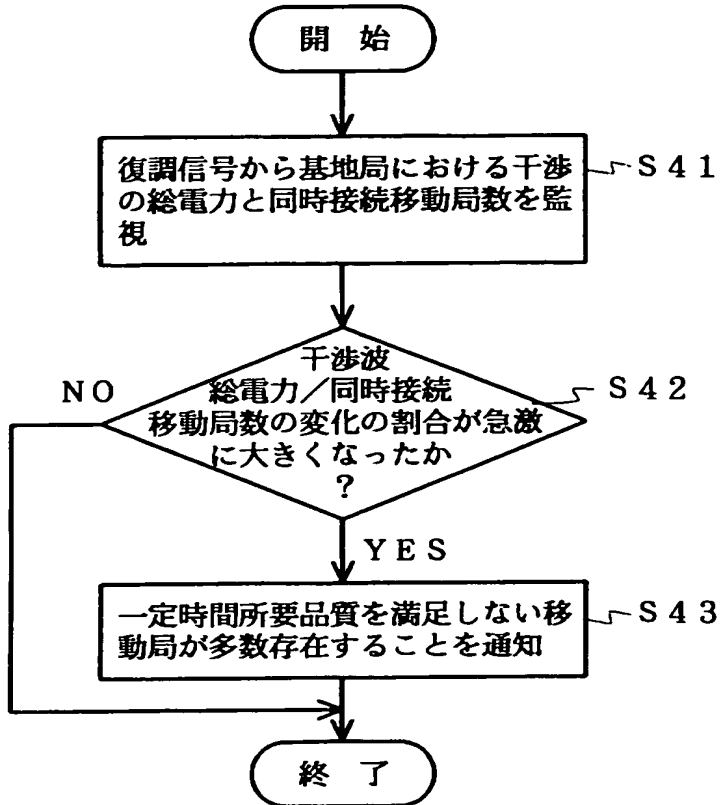 開 始
復調信号から基地局における干渉
の総電力と同時接続移動局数を監
視
S41
干渉波
総電力/同時接続
移動局数の変化の割合が急激
に大きくなったか
?
S42
NO
YES
一定時間所要品質を満足しない移
動局が多数存在することを通知
S43
終 了